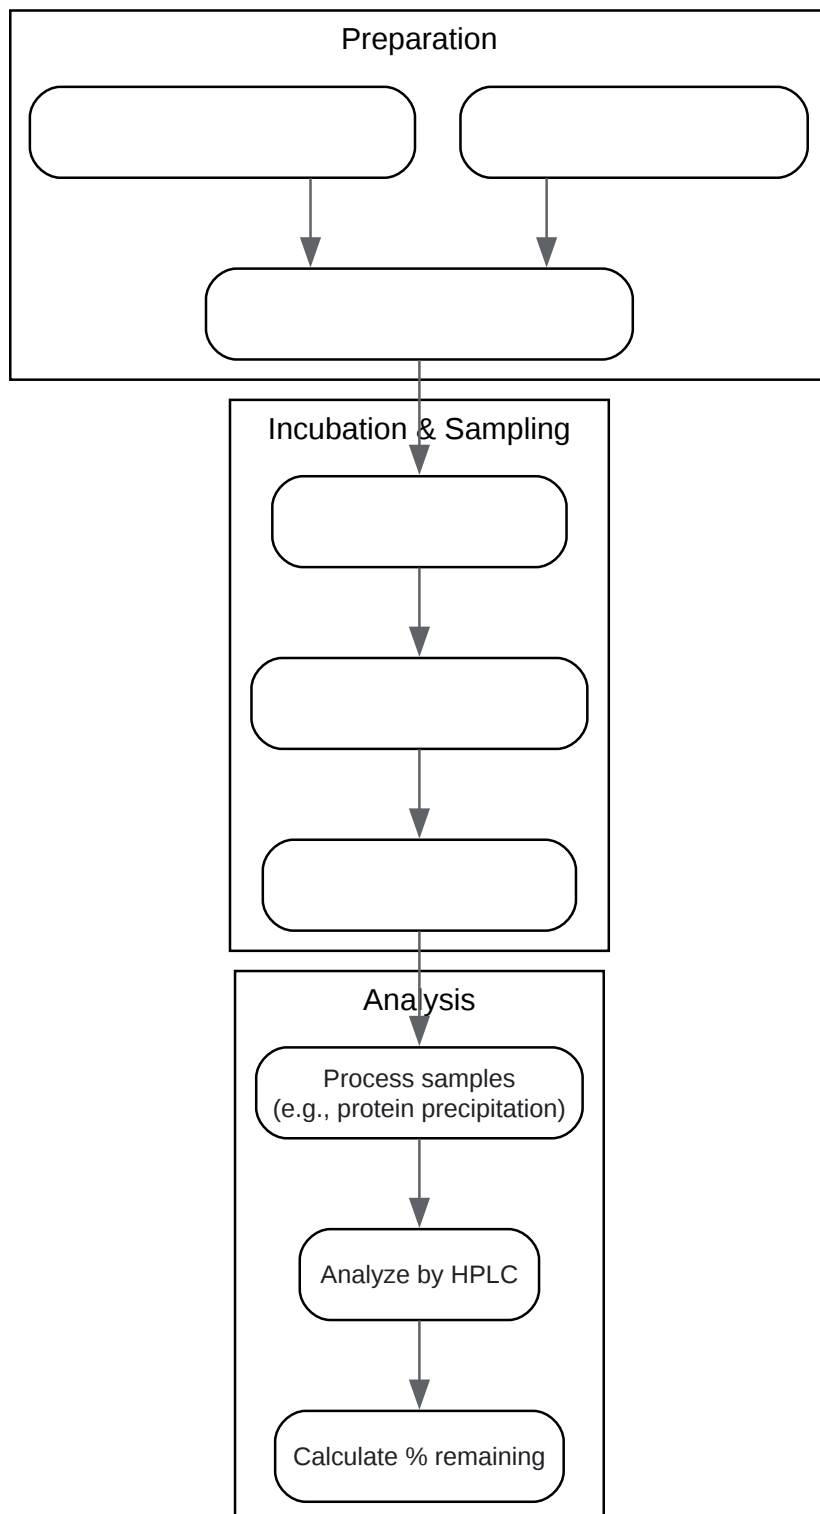 Preparation
Incubation & Sampling
Analysis
Process samples
(e.g., protein precipitation)
Analyze by HPLC
Calculate % remaining